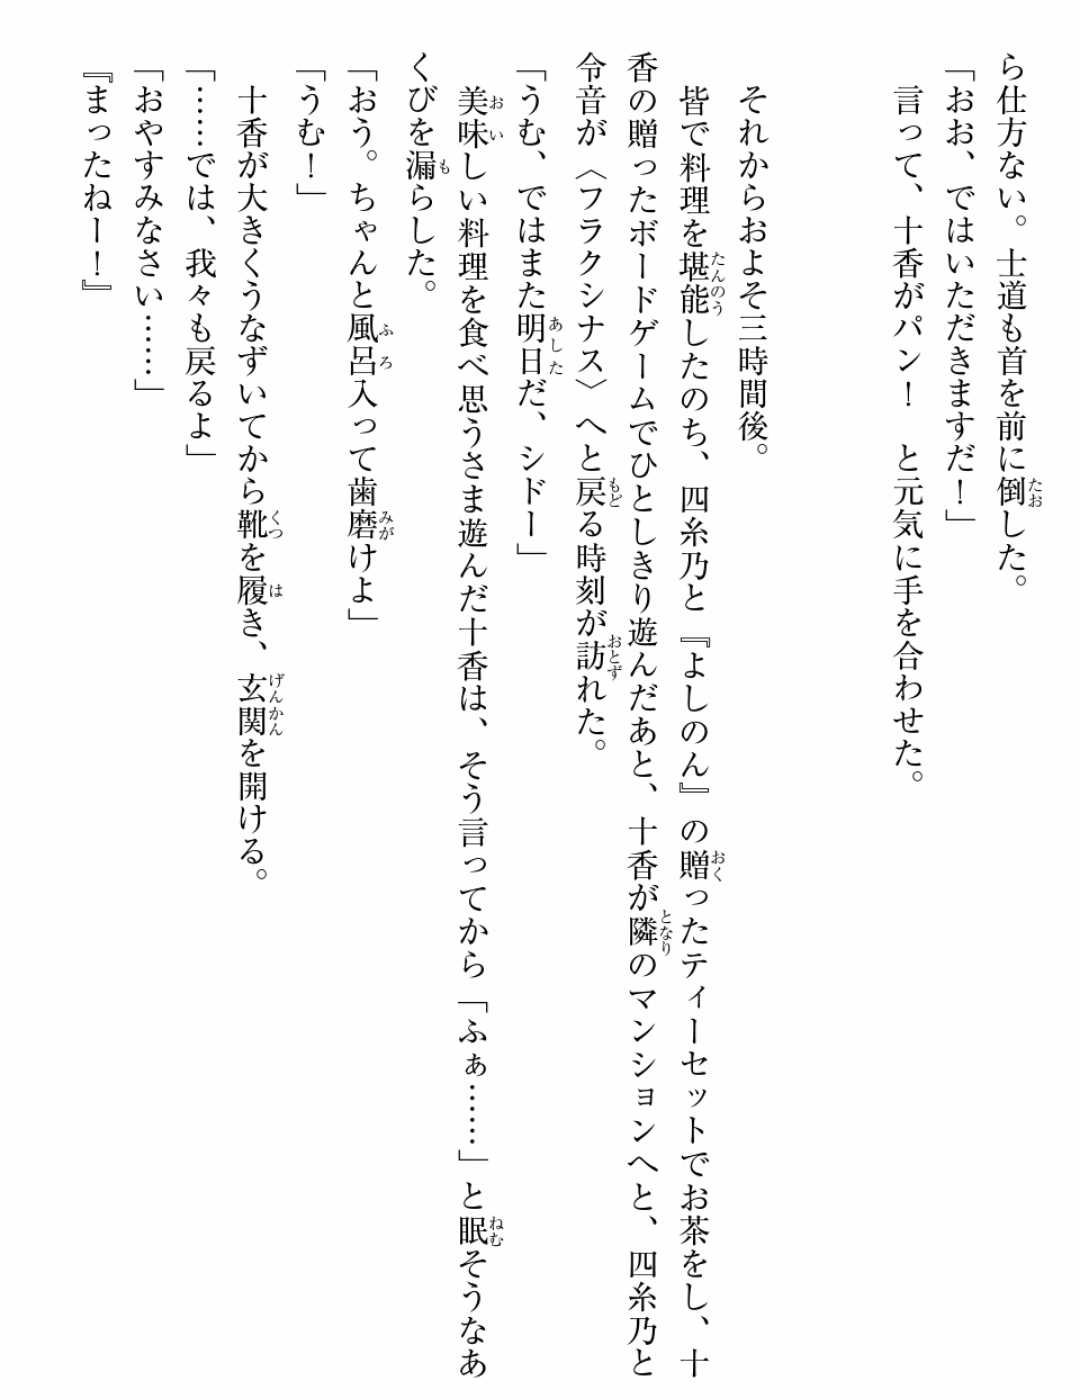 ら仕方ない。士道も首を前に倒した。
「おお、ではいただきますだ！」
　言って、十香がパン！　と元気に手を合わせた。
　それからおよそ三時間後。
　皆で料理を堪能したのち、四糸乃と『よしのん』の贈ったティーセットでお茶をし、十
香の贈ったボードゲームでひとしきり遊んだあと、十香が隣のマンションへと、四糸乃と
令音が〈フラクシナス〉へと戻る時刻が訪れた。
「うむ、ではまた明日だ、シドー」
　美味しい料理を食べ思うさま遊んだ十香は、そう言ってから「ふぁ……」と眠そうなあ
くびを漏らした。
「おう。ちゃんと風呂入って歯磨けよ」
「うむ！」
　十香が大きくうなずいてから靴を履き、玄関を開ける。
「……では、我々も戻るよ」
「おやすみなさい……」
『まったねー！』